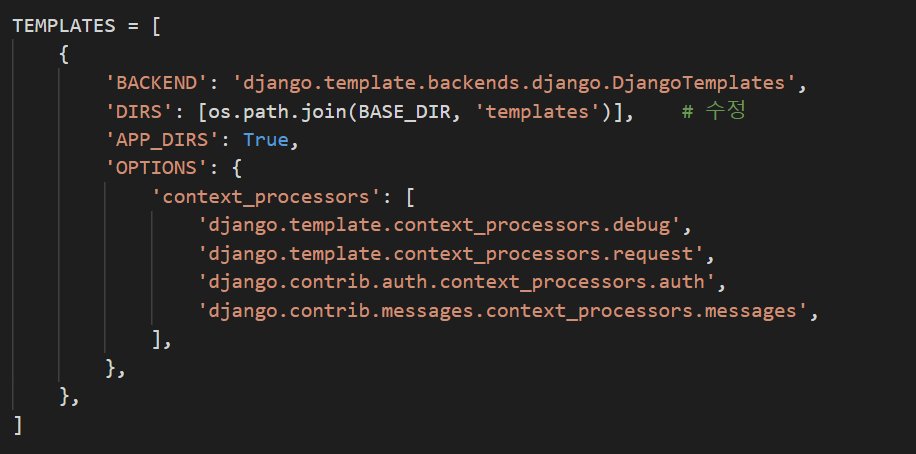 TEMPLATES = [
    {
        'BACKEND': 'django.template.backends.django.DjangoTemplates',
        'DIRS': [os.path.join(BASE_DIR, 'templates')],    # 수정
        'APP_DIRS': True,
        'OPTIONS': {
            'context_processors': [
                'django.template.context_processors.debug',
                'django.template.context_processors.request',
                'django.contrib.auth.context_processors.auth',
                'django.contrib.messages.context_processors.messages',
            ],
        },
    },
]